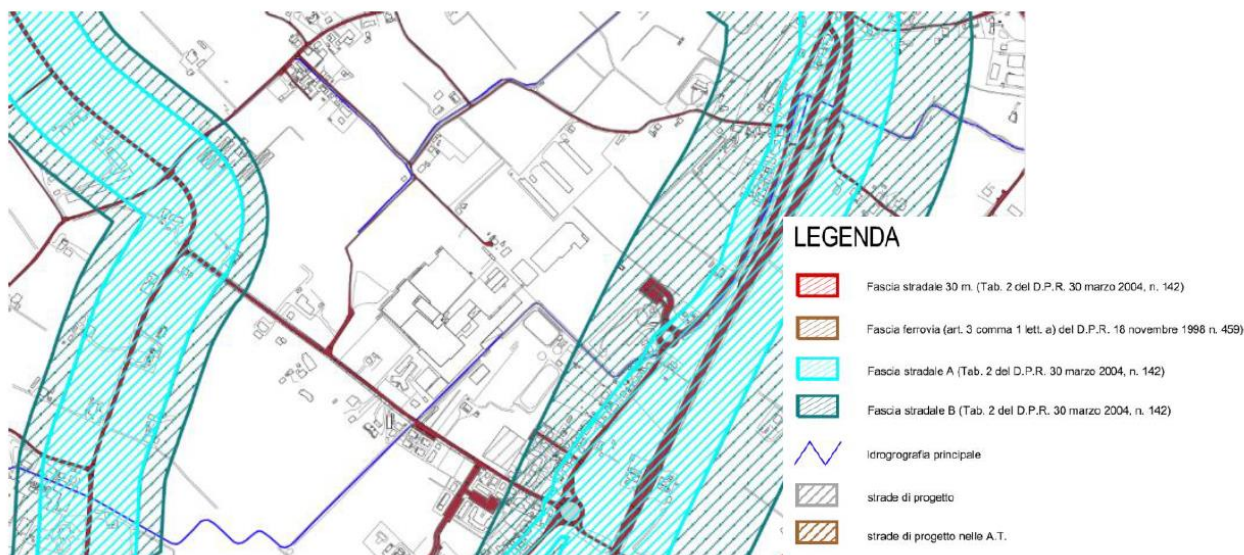 LEGENDA
Fascia stradale 30 m. (Tab. 2 del D.P.R. 30 marzo 2004, n. 142)
Fascia ferrovia (art. 3 comma 1 lett. a) del D.P.R. 18 novembre 1998 n. 459)
Fascia stradale A (Tab. 2 del D.P.R. 30 marzo 2004, n. 142)
Fascia stradale B (Tab. 2 del D.P.R. 30 marzo 2004, n. 142)
Idrogrografia principale
strade di progetto
strade di progetto nelle A.T.